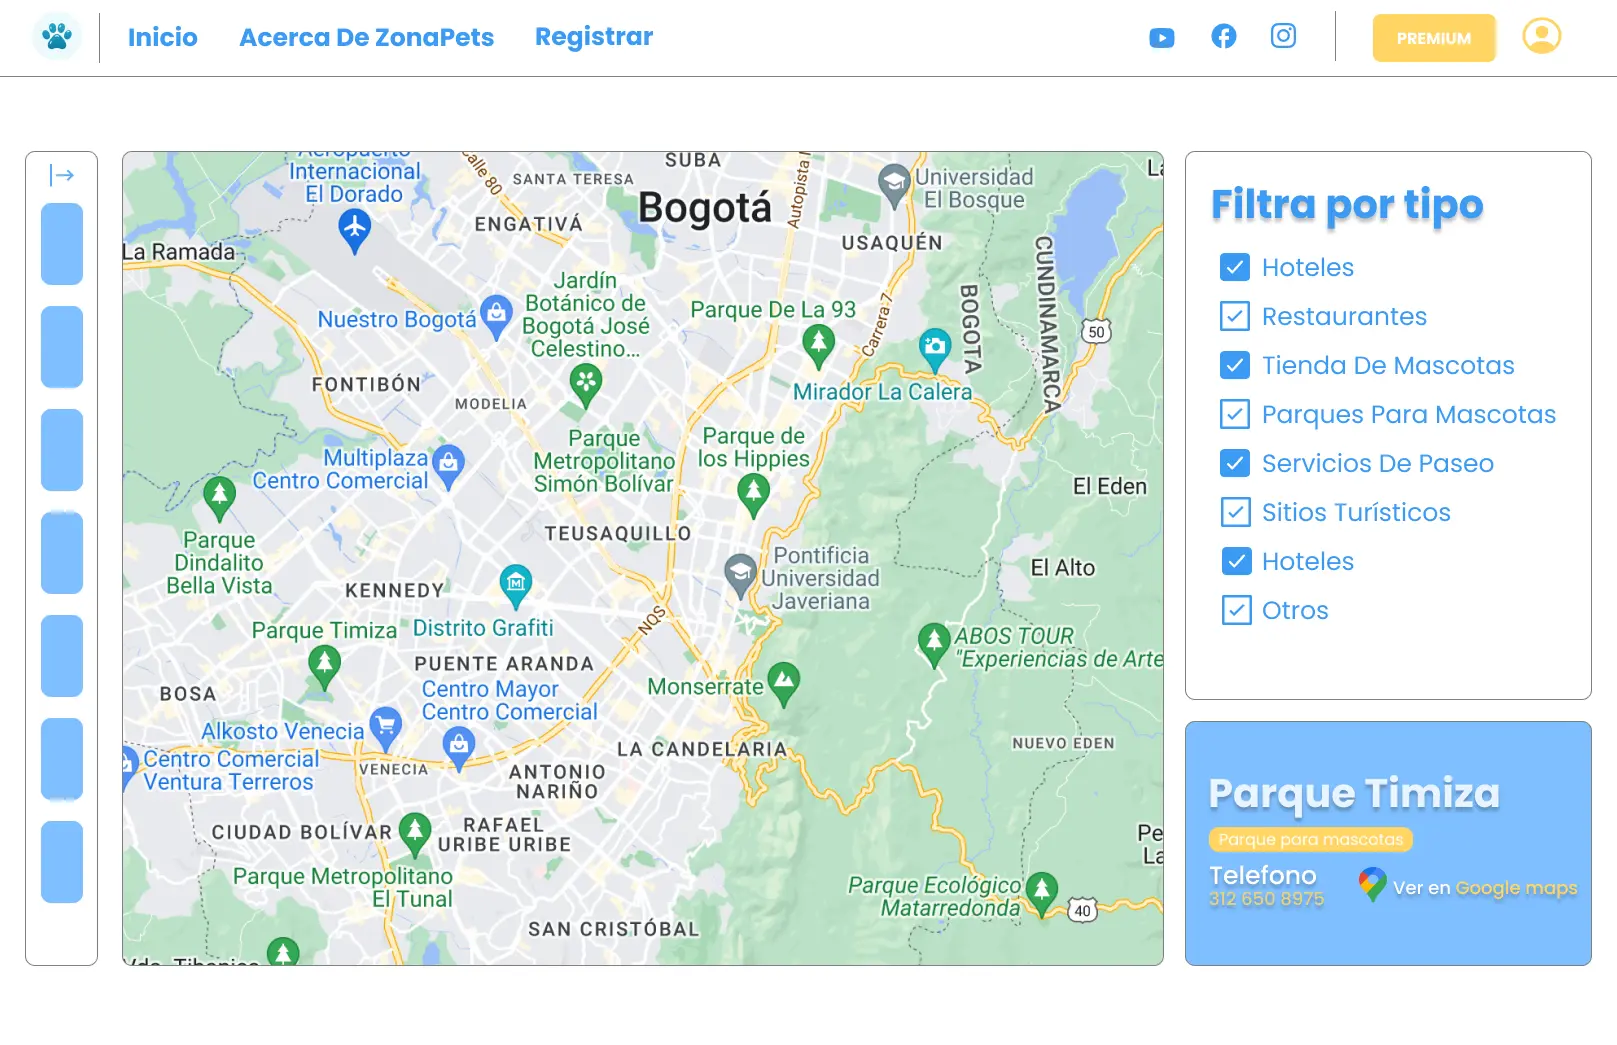 Inicio
Acerca De ZonaPets
Registrar
PREMIUM
Aeropuerto
Internacional
El Dorado
Calle 80
SANTA TERESA
SUBA
Bogotá
Autopista
Universidad
El Bosque
ENGATIVÁ
USAQUÉN
La Ramada
CUNDINAMARCA
BOGOTA
Jardín
Botánico de
Bogotá José
Celestino...
Nuestro Bogotá
Parque De La 93
Carrera 7
50
Mirador La Calera
FONTIBÓN
MODELIA
Multiplaza
Centro Comercial
Parque
Metropolitano
Simón Bolívar
Parque de
los Hippies
El Eden
Parque
Dindalito
Bella Vista
TEUSAQUILLO
Pontificia
Universidad
Javeriana
El Alto
KENNEDY
NQS
Parque Timiza
Distrito Grafiti
ABOS TOUR
"Experiencias de Arte
PUENTE ARANDA
BOSA
Centro Mayor
Centro Comercial
Monserrate
Alkosto Venecia
LA CANDELARIA
NUEVO EDEN
Centro Comercial
Ventura Terreros
VENECIA
ANTONIO
NARIÑO
CIUDAD BOLÍVAR
RAFAEL
URIBE URIBE
Parque Metropolitano
El Tunal
Parque Ecológico
Matarredonda
40
SAN CRISTÓBAL
Filtra por tipo
Hoteles
Restaurantes
Tienda De Mascotas
Parques Para Mascotas
Servicios De Paseo
Sitios Turísticos
Hoteles
Otros
Parque Timiza
Parque para mascotas
Telefono
312 650 8975
Ver en Google maps